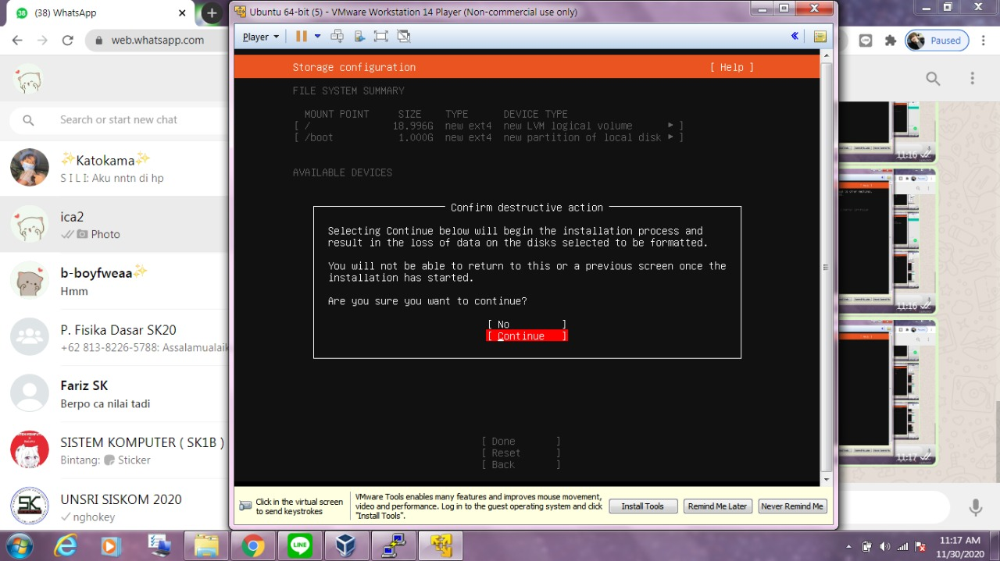 38
(38) WhatsApp
web.whatsapp.com
Search or start new chat
✨Katokama✨
S I L I: Aku nntn di hp
ica2
Photo
b-boyfweaa✨
Hmm
P. Fisika Dasar SK20
+62 813-8226-5788: Assalamualaik
Fariz SK
Berpo ca nilai tadi
SISTEM KOMPUTER ( SK1B )
Bintang: Sticker
UNSRI SISKOM 2020
nghokey
Ubuntu 64-bit (5) - VMware Workstation 14 Player (Non-commercial use only)
Player
Storage configuration [ Help ]
FILE SYSTEM SUMMARY
MOUNT POINT SIZE TYPE DEVICE TYPE
[ / 18.996G new ext4 new LVM logical volume ▸ ]
[ /boot 1.000G new ext4 new partition of local disk ▸ ]
AVAILABLE DEVICES
Confirm destructive action
Selecting Continue below will begin the installation process and
result in the loss of data on the disks selected to be formatted.
You will not be able to return to this or a previous screen once the
installation has started.
Are you sure you want to continue?
[ No ]
[ Continue ]
[ Done ]
[ Reset ]
[ Back ]
Click in the virtual screen
to send keystrokes
VMware Tools enables many features and improves mouse movement,
video and performance. Log in to the guest operating system and click
"Install Tools".
Install Tools
Remind Me Later
Never Remind Me
Paused
LINE
11:16
11:16
11:17
LINE
11:17 AM
11/30/2020